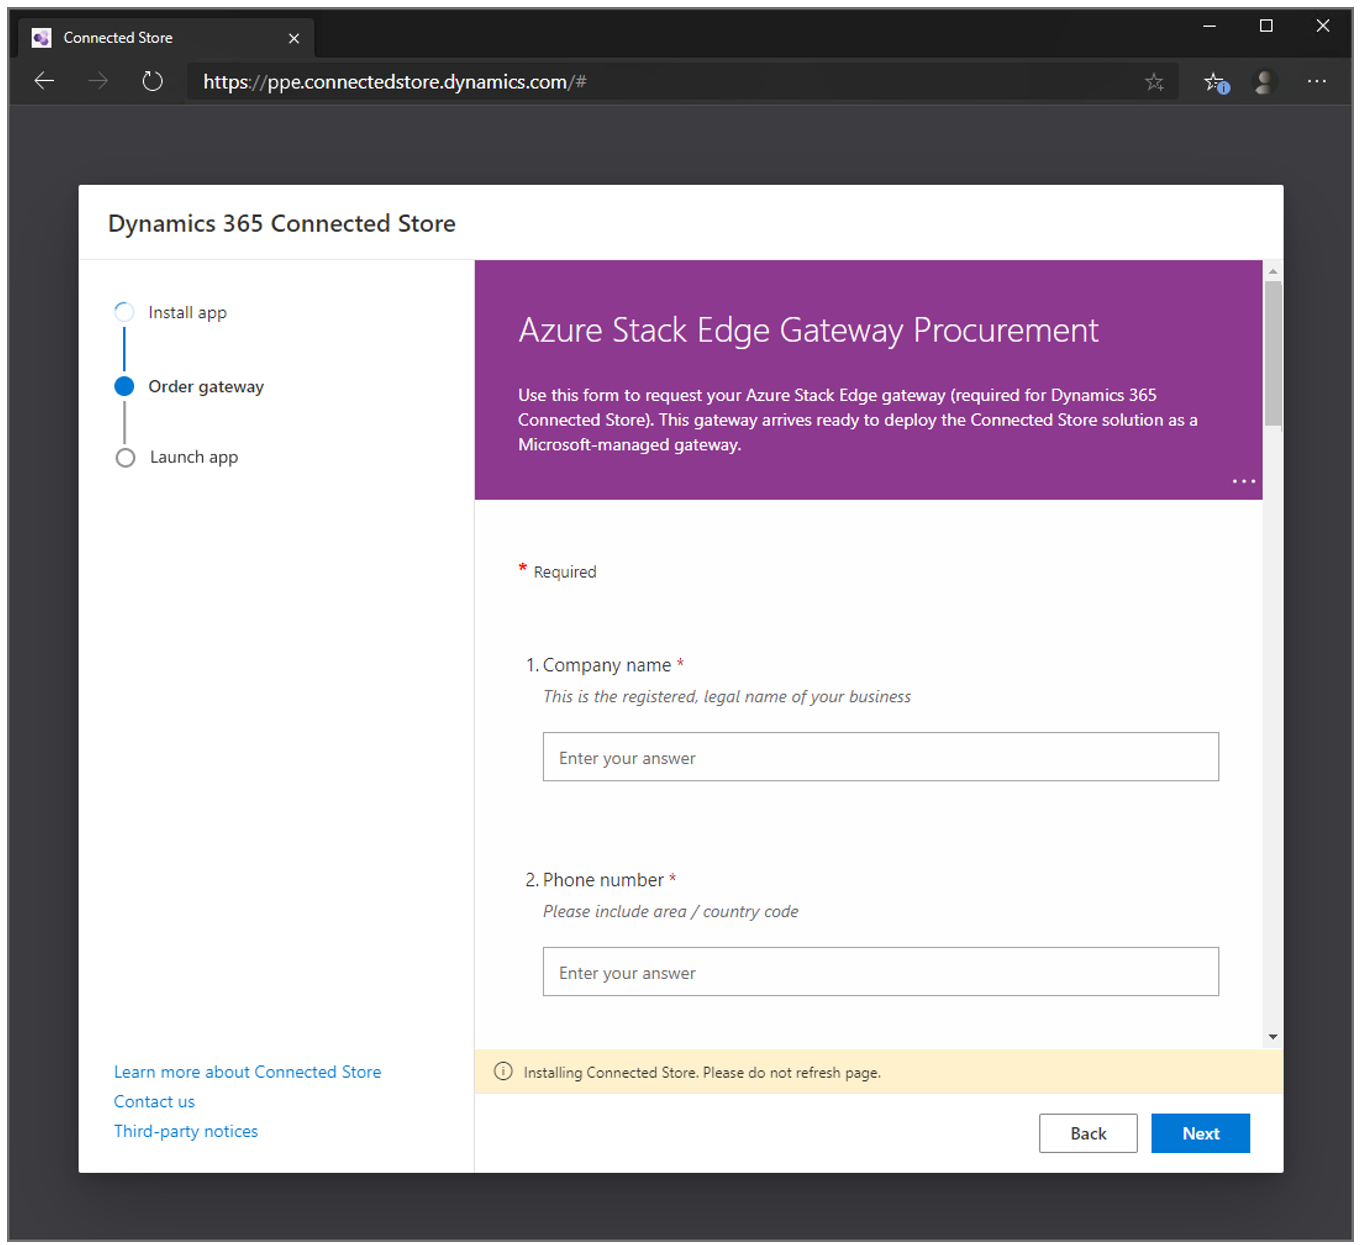 Connected Store
https://ppe.connectedstore.dynamics.com/#
Dynamics 365 Connected Store
Install app
Order gateway
Launch app
Learn more about Connected Store
Contact us
Third-party notices
Azure Stack Edge Gateway Procurement
Use this form to request your Azure Stack Edge gateway (required for Dynamics 365
Connected Store). This gateway arrives ready to deploy the Connected Store solution as a
Microsoft-managed gateway.
* Required
1. Company name *
This is the registered, legal name of your business
Enter your answer
2. Phone number *
Please include area / country code
Enter your answer
Installing Connected Store. Please do not refresh page.
Back
Next